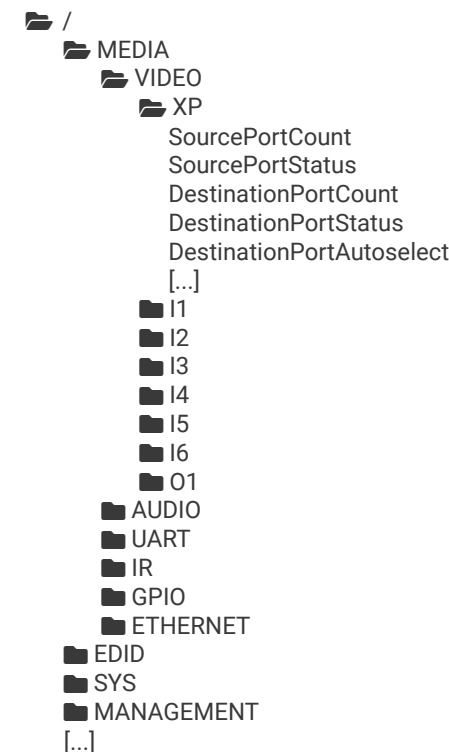 /
MEDIA
VIDEO
XP
SourcePortCount
SourcePortStatus
DestinationPortCount
DestinationPortStatus
DestinationPortAutoselect
[...]
I1
I2
I3
I4
I5
I6
O1
AUDIO
UART
IR
GPIO
ETHERNET
EDID
SYS
MANAGEMENT
[...]